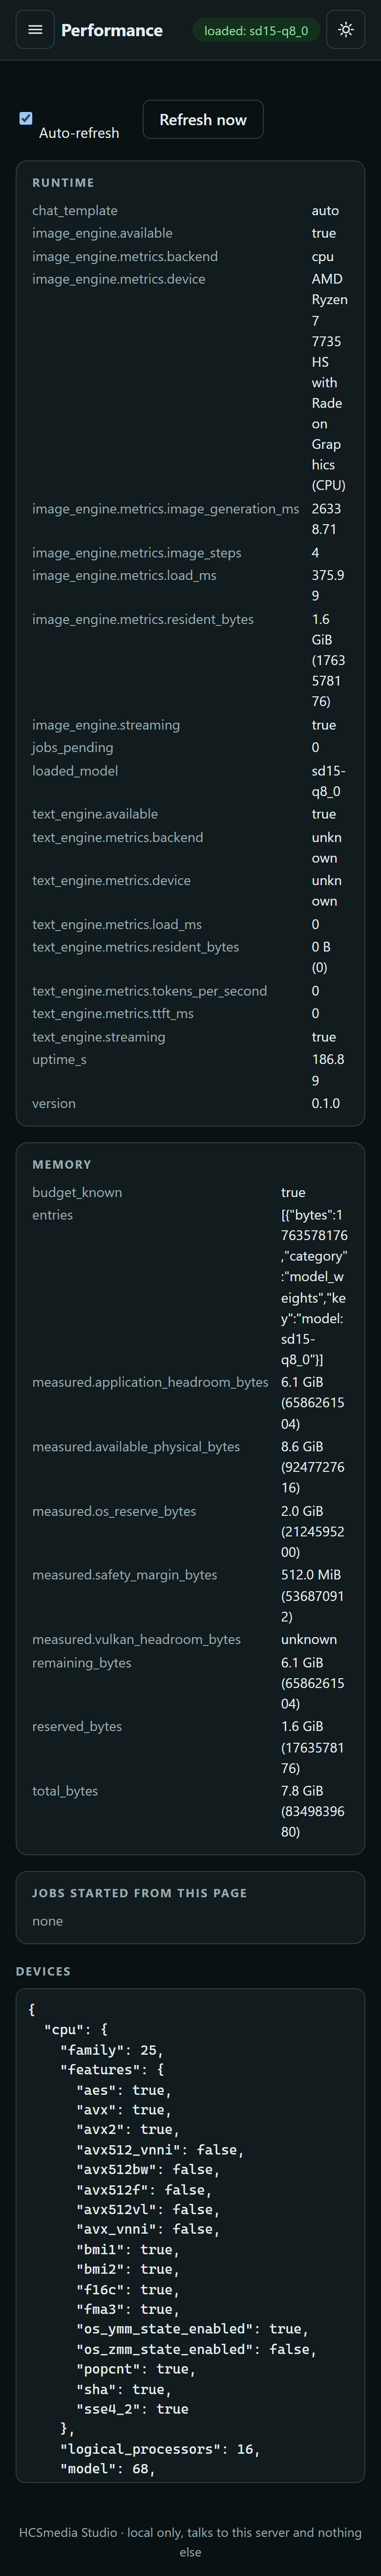 Performance
loaded: sd15-q8_0
Auto-refresh
Refresh now
RUNTIME
chat_template auto
image_engine.available true
image_engine.metrics.backend cpu
image_engine.metrics.device AMD
Ryzen
7
7735
HS
with
Rade
on
Grap
hics
(CPU)
image_engine.metrics.image_generation_ms 2633
8.71
image_engine.metrics.image_steps 4
image_engine.metrics.load_ms 375.9
9
image_engine.metrics.resident_bytes 1.6
GiB
(1763
5781
76)
image_engine.streaming true
jobs_pending 0
loaded_model sd15-
q8_0
text_engine.available true
text_engine.metrics.backend unkn
own
text_engine.metrics.device unkn
own
text_engine.metrics.load_ms 0
text_engine.metrics.resident_bytes 0 B
(0)
text_engine.metrics.tokens_per_second 0
text_engine.metrics.ttft_ms 0
text_engine.streaming true
uptime_s 186.8
9
version 0.1.0
MEMORY
budget_known true
entries [{"bytes":1
763578176
,"category"
:"model_w
eights","ke
y":"model:
sd15-
q8_0"}]
measured.application_headroom_bytes 6.1 GiB
(65862615
04)
measured.available_physical_bytes 8.6 GiB
(92477276
16)
measured.os_reserve_bytes 2.0 GiB
(21245952
00)
measured.safety_margin_bytes 512.0 MiB
(53687091
2)
measured.vulkan_headroom_bytes unknown
remaining_bytes 6.1 GiB
(65862615
04)
reserved_bytes 1.6 GiB
(17635781
76)
total_bytes 7.8 GiB
(83498396
80)
JOBS STARTED FROM THIS PAGE
none
DEVICES
{
"cpu": {
"family": 25,
"features": {
"aes": true,
"avx": true,
"avx2": true,
"avx512_vnni": false,
"avx512bw": false,
"avx512f": false,
"avx512vl": false,
"avx_vnni": false,
"bmi1": true,
"bmi2": true,
"f16c": true,
"fma3": true,
"os_ymm_state_enabled": true,
"os_zmm_state_enabled": false,
"popcnt": true,
"sha": true,
"sse4_2": true
},
"logical_processors": 16,
"model": 68,
HCSmedia Studio · local only, talks to this server and nothing
else